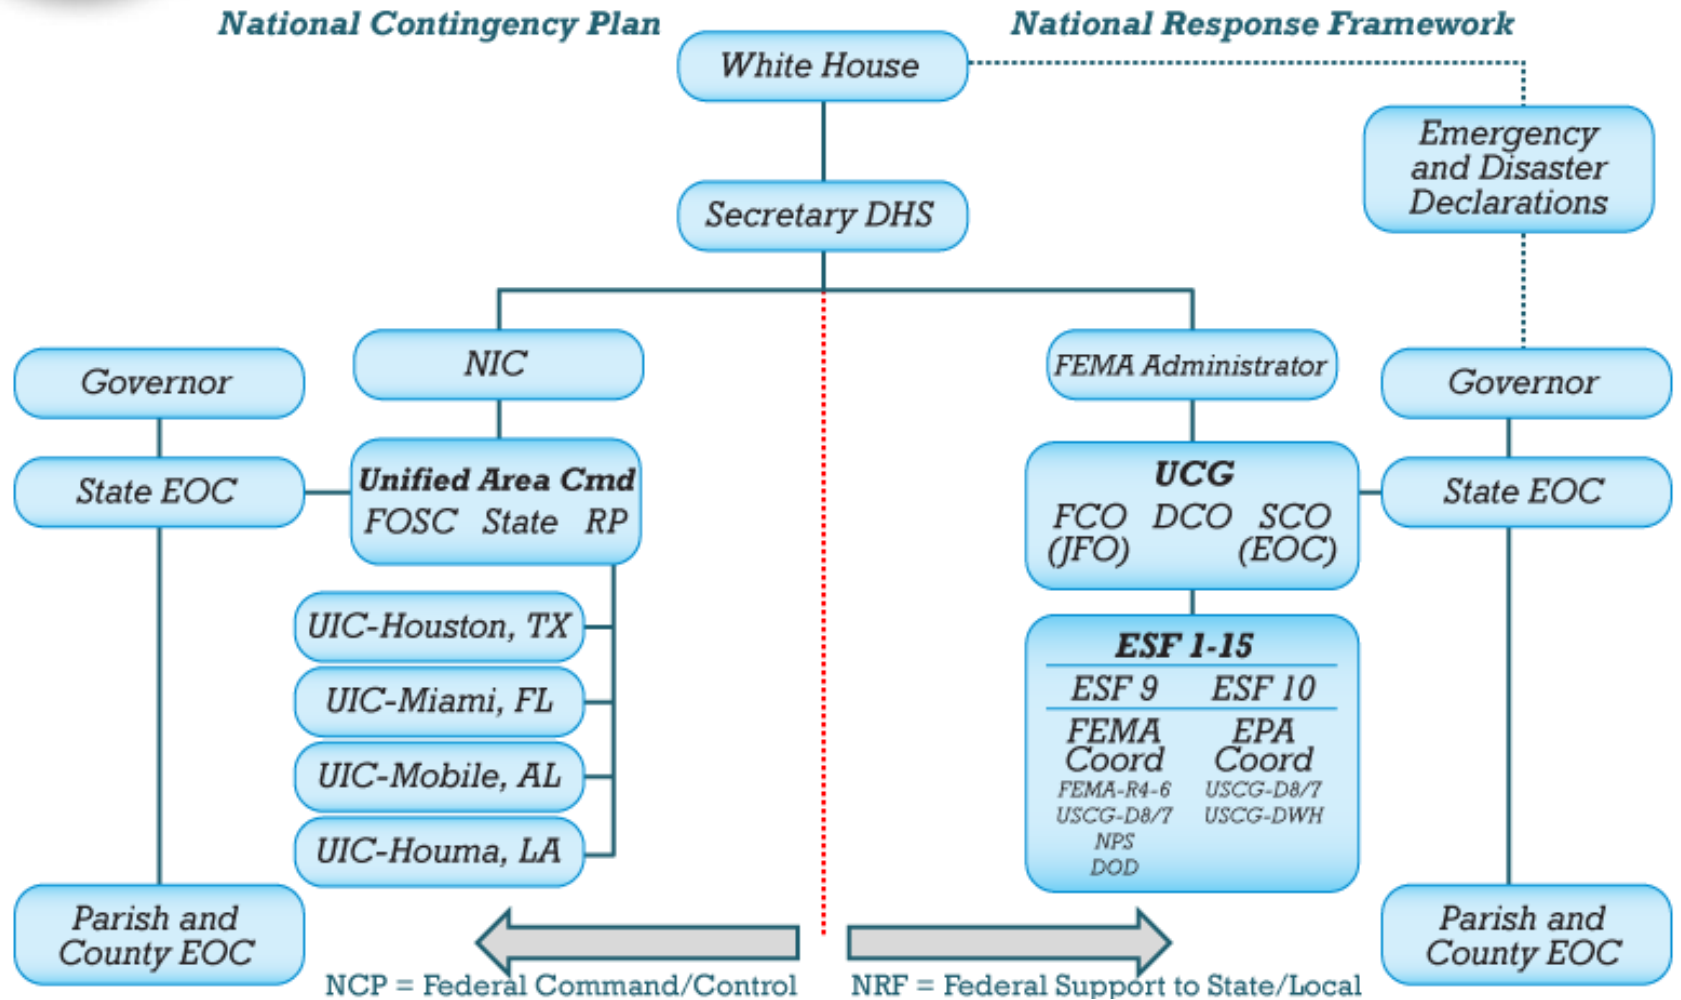 National Contingency Plan
National Response Framework
White House
Emergency
and Disaster
Declarations
Secretary DHS
Governor
NIC
FEMA Administrator
Governor
State EOC
Unified Area Cmd
FOSC State RP
UCG
FCO DCO SCO
(JFO) (EOC)
State EOC
UIC-Houston, TX
UIC-Miami, FL
UIC-Mobile, AL
UIC-Houma, LA
ESF 1-15
ESF 9 ESF 10
FEMA EPA
Coord Coord
FEMA-R4-6 USCG-D8/7
USCG-D8/7 USCG-DWH
NPS
DOD
Parish and
County EOC
Parish and
County EOC
NCP = Federal Command/Control
NRF = Federal Support to State/Local